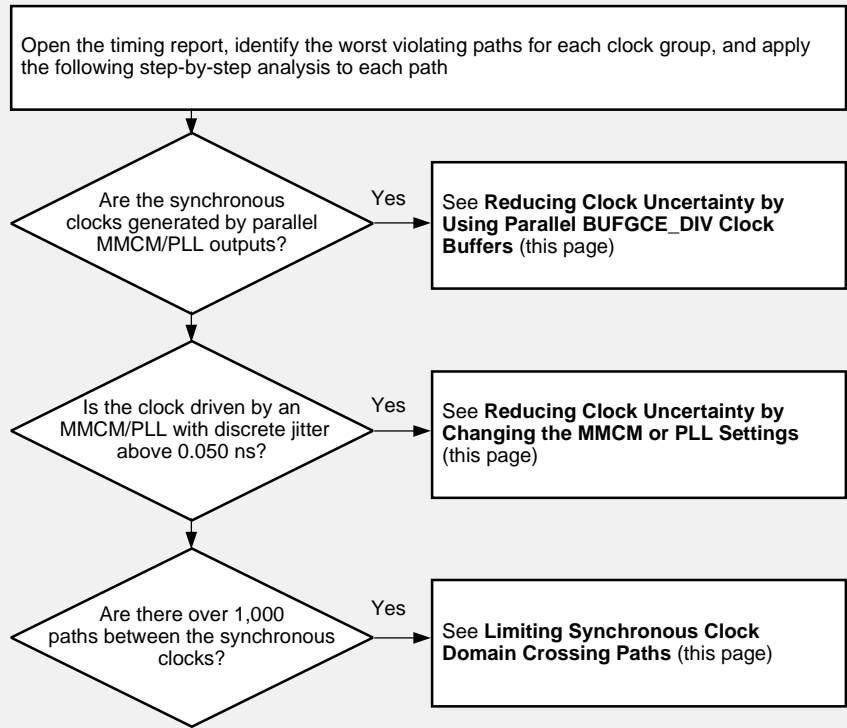 Open the timing report, identify the worst violating paths for each clock group, and apply
the following step-by-step analysis to each path
Are the synchronous
clocks generated by parallel
MMCM/PLL outputs?
Yes
See Reducing Clock Uncertainty by
Using Parallel BUFGCE_DIV Clock
Buffers (this page)
Is the clock driven by an
MMCM/PLL with discrete jitter
above 0.050 ns?
Yes
See Reducing Clock Uncertainty by
Changing the MMCM or PLL Settings
(this page)
Are there over 1,000
paths between the synchronous
clocks?
Yes
See Limiting Synchronous Clock
Domain Crossing Paths (this page)